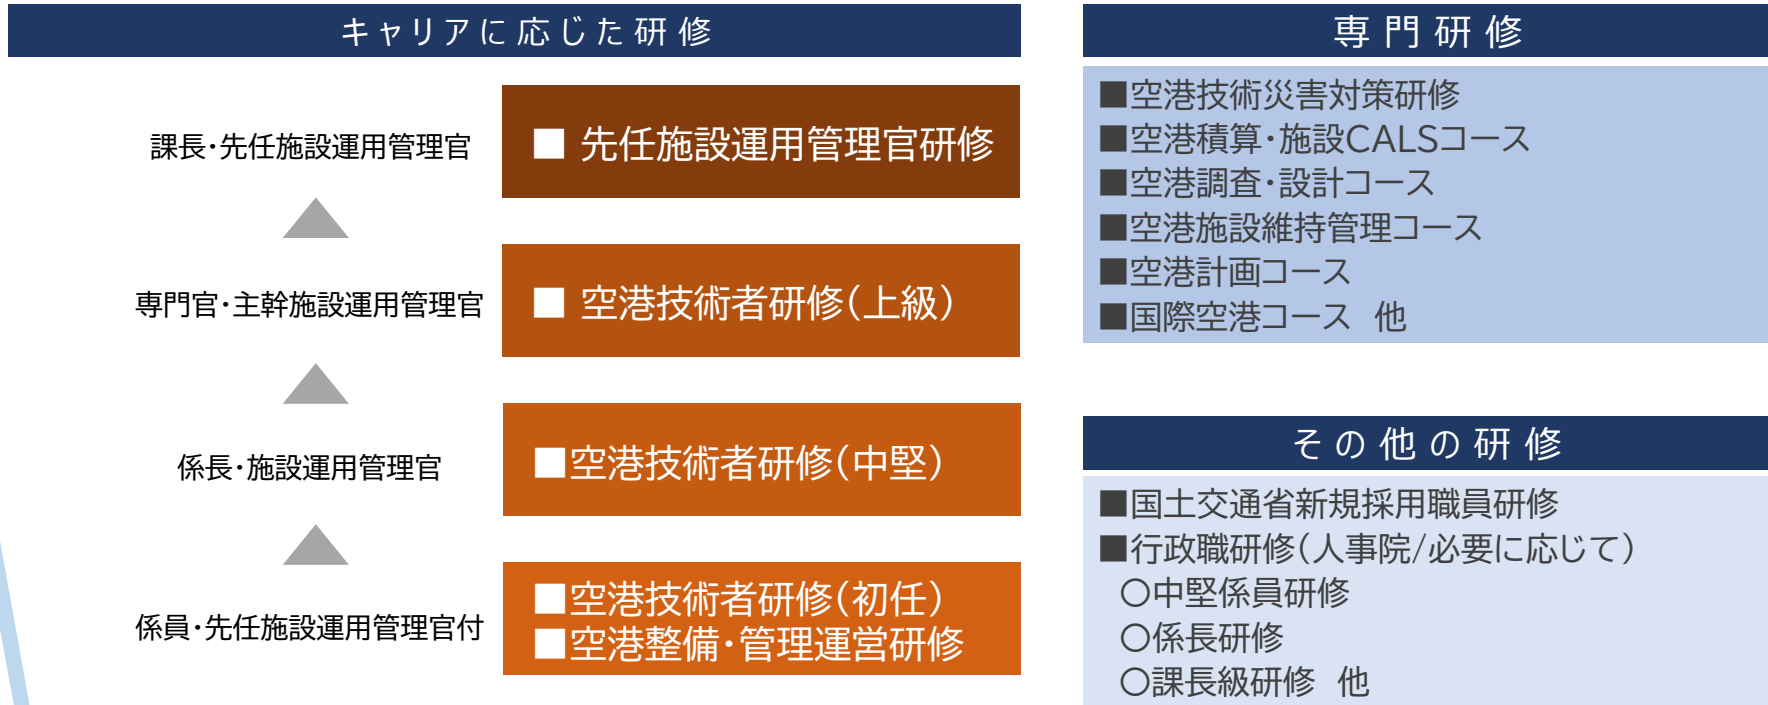 キャリアに応じた研修
課長・先任施設運用管理官
■ 先任施設運用管理官研修
専門官・主幹施設運用管理官
■ 空港技術者研修（上級）
係長・施設運用管理官
■空港技術者研修（中堅）
係員・先任施設運用管理官付
■空港技術者研修（初任）
■空港整備・管理運営研修
専門研修
■空港技術災害対策研修
■空港積算・施設CALSコース
■空港調査・設計コース
■空港施設維持管理コース
■空港計画コース
■国際空港コース　他
その他の研修
■国土交通省新規採用職員研修
■行政職研修（人事院/必要に応じて）
〇中堅係員研修
〇係長研修
〇課長級研修　他